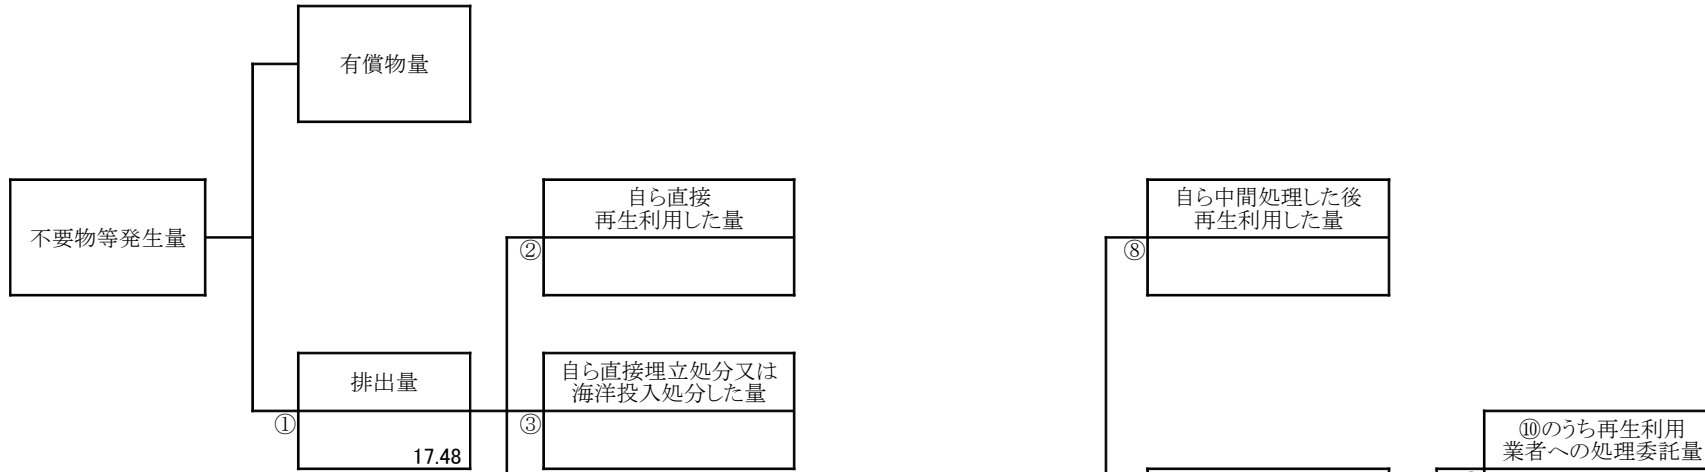 有償物量
不要物等発生量
自ら直接
再生利用した量
②
自ら中間処理した後
再生利用した量
⑧
排出量
①
17.48
自ら直接埋立処分又は
海洋投入処分した量
③
⑩のうち再生利用
業者への処理委託量